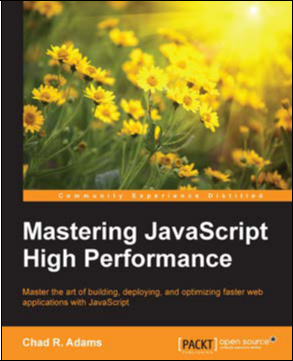 Community Experience Distilled
Mastering JavaScript
High Performance
Master the art of building, deploying, and optimizing faster web
applications with JavaScript
Chad R. Adams
[PACKT] open source
PUBLISHING